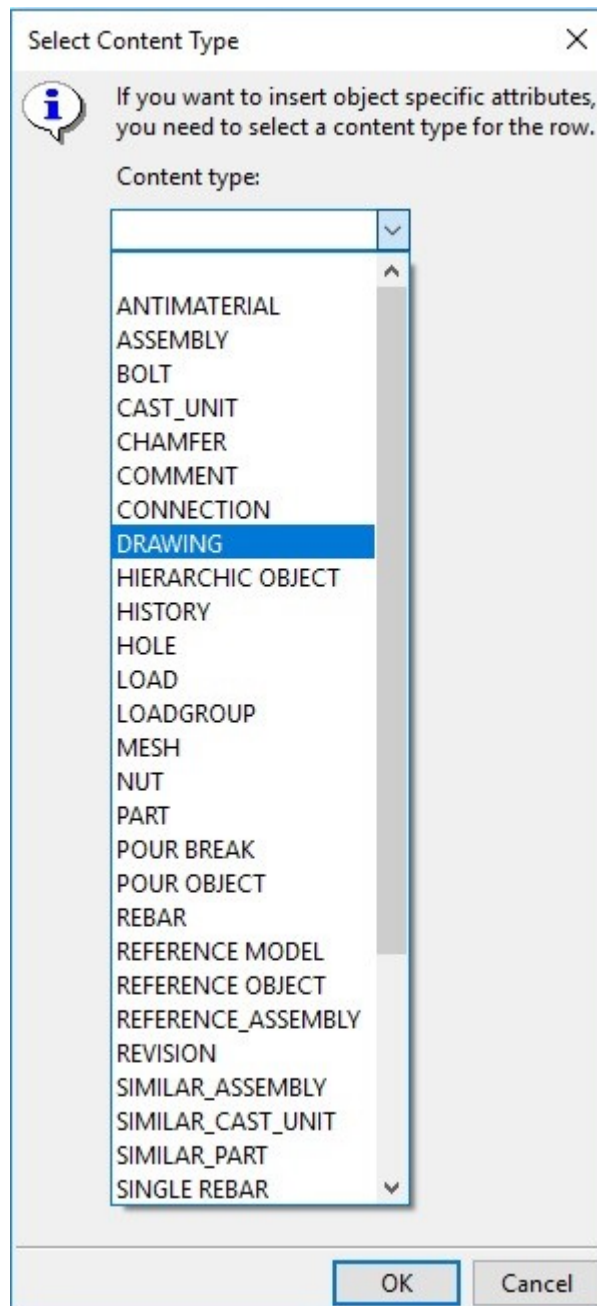 Select Content Type
If you want to insert object specific attributes,
you need to select a content type for the row.
Content type:
ANTIMATERIAL
ASSEMBLY
BOLT
CAST_UNIT
CHAMFER
COMMENT
CONNECTION
DRAWING
HIERARCHIC OBJECT
HISTORY
HOLE
LOAD
LOADGROUP
MESH
NUT
PART
POUR BREAK
POUR OBJECT
REBAR
REFERENCE MODEL
REFERENCE OBJECT
REFERENCE_ASSEMBLY
REVISION
SIMILAR_ASSEMBLY
SIMILAR_CAST_UNIT
SIMILAR_PART
SINGLE REBAR
OK Cancel